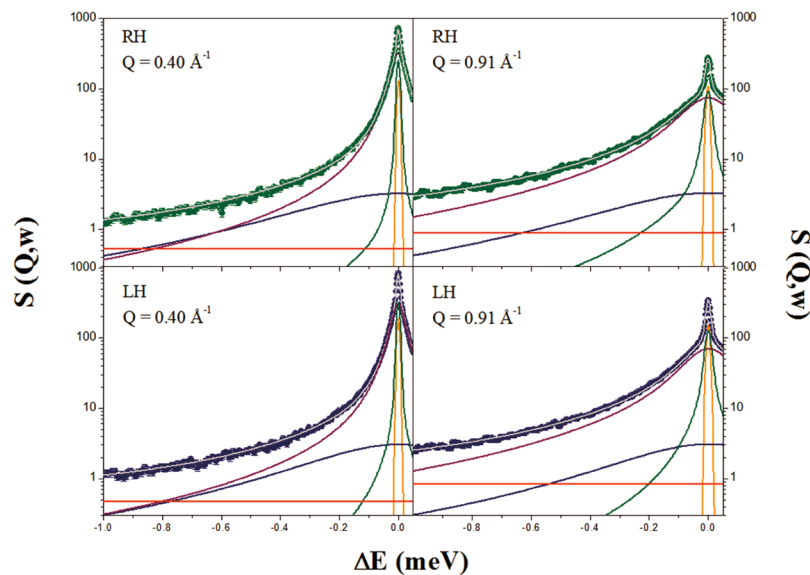 1000
100
10
1
1000
100
10
1
S (Q,w)
RH
Q = 0.40 Å-1
RH
Q = 0.91 Å-1
LH
Q = 0.40 Å-1
LH
Q = 0.91 Å-1
1000
100
10
1
1000
100
10
1
S (Q,w)
-1.0 -0.8 -0.6 -0.4 -0.2 0.0 -0.8 -0.6 -0.4 -0.2 0.0
ΔE (meV)